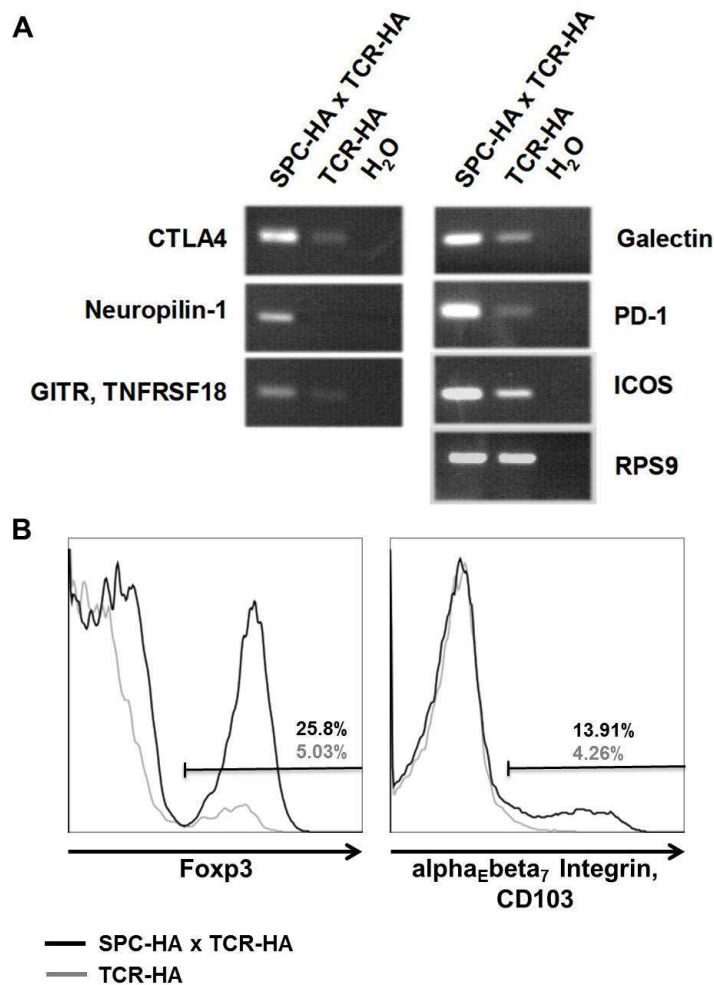 A
SPC-HA x TCR-HA
TCR-HA
H2O
SPC-HA x TCR-HA
TCR-HA
H2O
CTLA4
Galectin
Neuropilin-1
PD-1
GITR, TNFRSF18
ICOS
RPS9
B
25.8%
5.03%
13.91%
4.26%
Foxp3
alphaEbeta7 Integrin,
CD103
SPC-HA x TCR-HA
TCR-HA